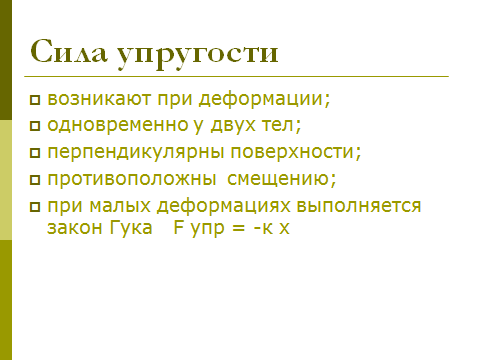 Сила упругости
возникают при деформации;
одновременно у двух тел;
перпендикулярны поверхности;
противоположны смещению;
при малых деформациях выполняется
закон Гука F упр = -к х